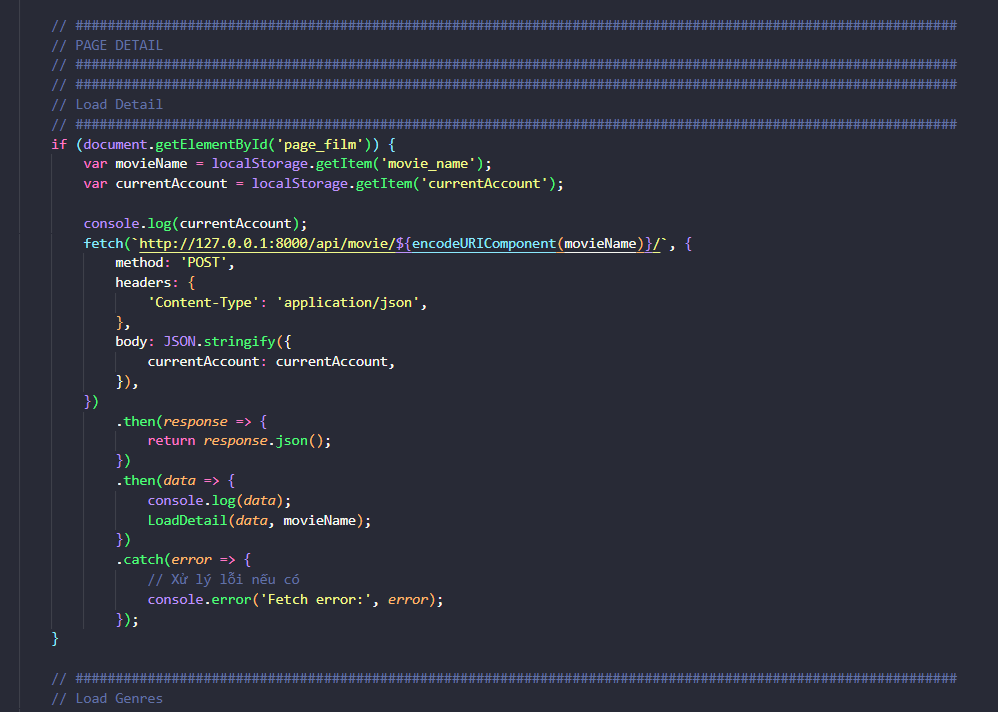 // ##############################################################################################################
// PAGE DETAIL
// ##############################################################################################################
// ##############################################################################################################
// Load Detail
// ##############################################################################################################
if (document.getElementById('page_film')) {
    var movieName = localStorage.getItem('movie_name');
    var currentAccount = localStorage.getItem('currentAccount');

    console.log(currentAccount);
    fetch(`http://127.0.0.1:8000/api/movie/${encodeURIComponent(movieName)}/`, {
        method: 'POST',
        headers: {
            'Content-Type': 'application/json',
        },
        body: JSON.stringify({
            currentAccount: currentAccount,
        }),
    })
        .then(response => {
            return response.json();
        })
        .then(data => {
            console.log(data);
            LoadDetail(data, movieName);
        })
        .catch(error => {
            // Xử lý lỗi nếu có
            console.error('Fetch error:', error);
        });
}

// ##############################################################################################################
// Load Genres